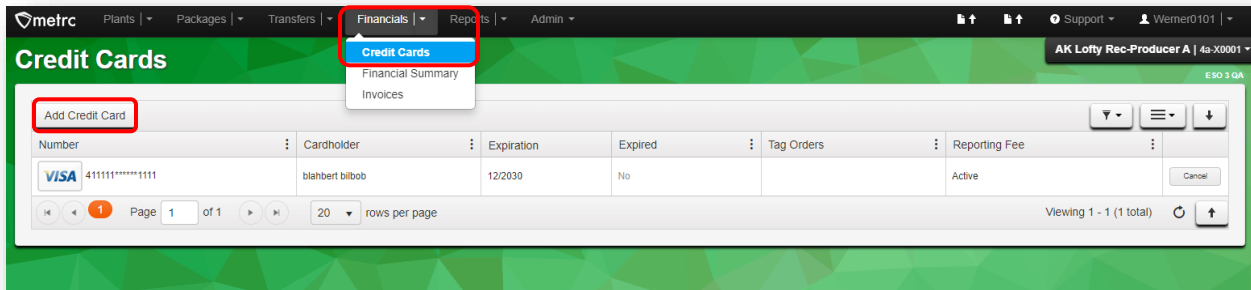 metrc Plants Packages Transfers Financials Reports Admin Support Werner0101
Credit Cards
AK Lofty Rec-Producer A | 4a-X0001
ESO 3 QA
Credit Cards
Financial Summary
Invoices
Add Credit Card
Number Cardholder Expiration Expired Tag Orders Reporting Fee
VISA 411111******1111 blahbert bilbob 12/2030 No Active Cancel
1 Page 1 of 1 20 rows per page Viewing 1 - 1 (1 total)